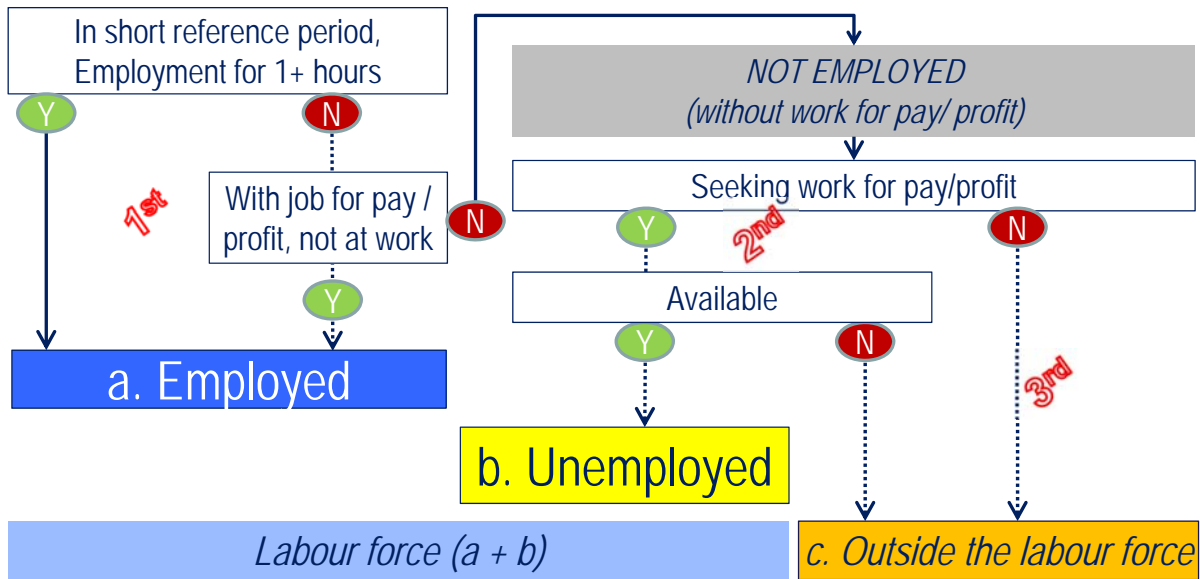 In short reference period,
Employment for 1+ hours
Y
N
1st
With job for pay /
profit, not at work
N
Y
a. Employed
NOT EMPLOYED
(without work for pay/ profit)
Seeking work for pay/profit
Y
2nd
N
Available
Y
N
3rd
b. Unemployed
Labour force (a + b)
c. Outside the labour force